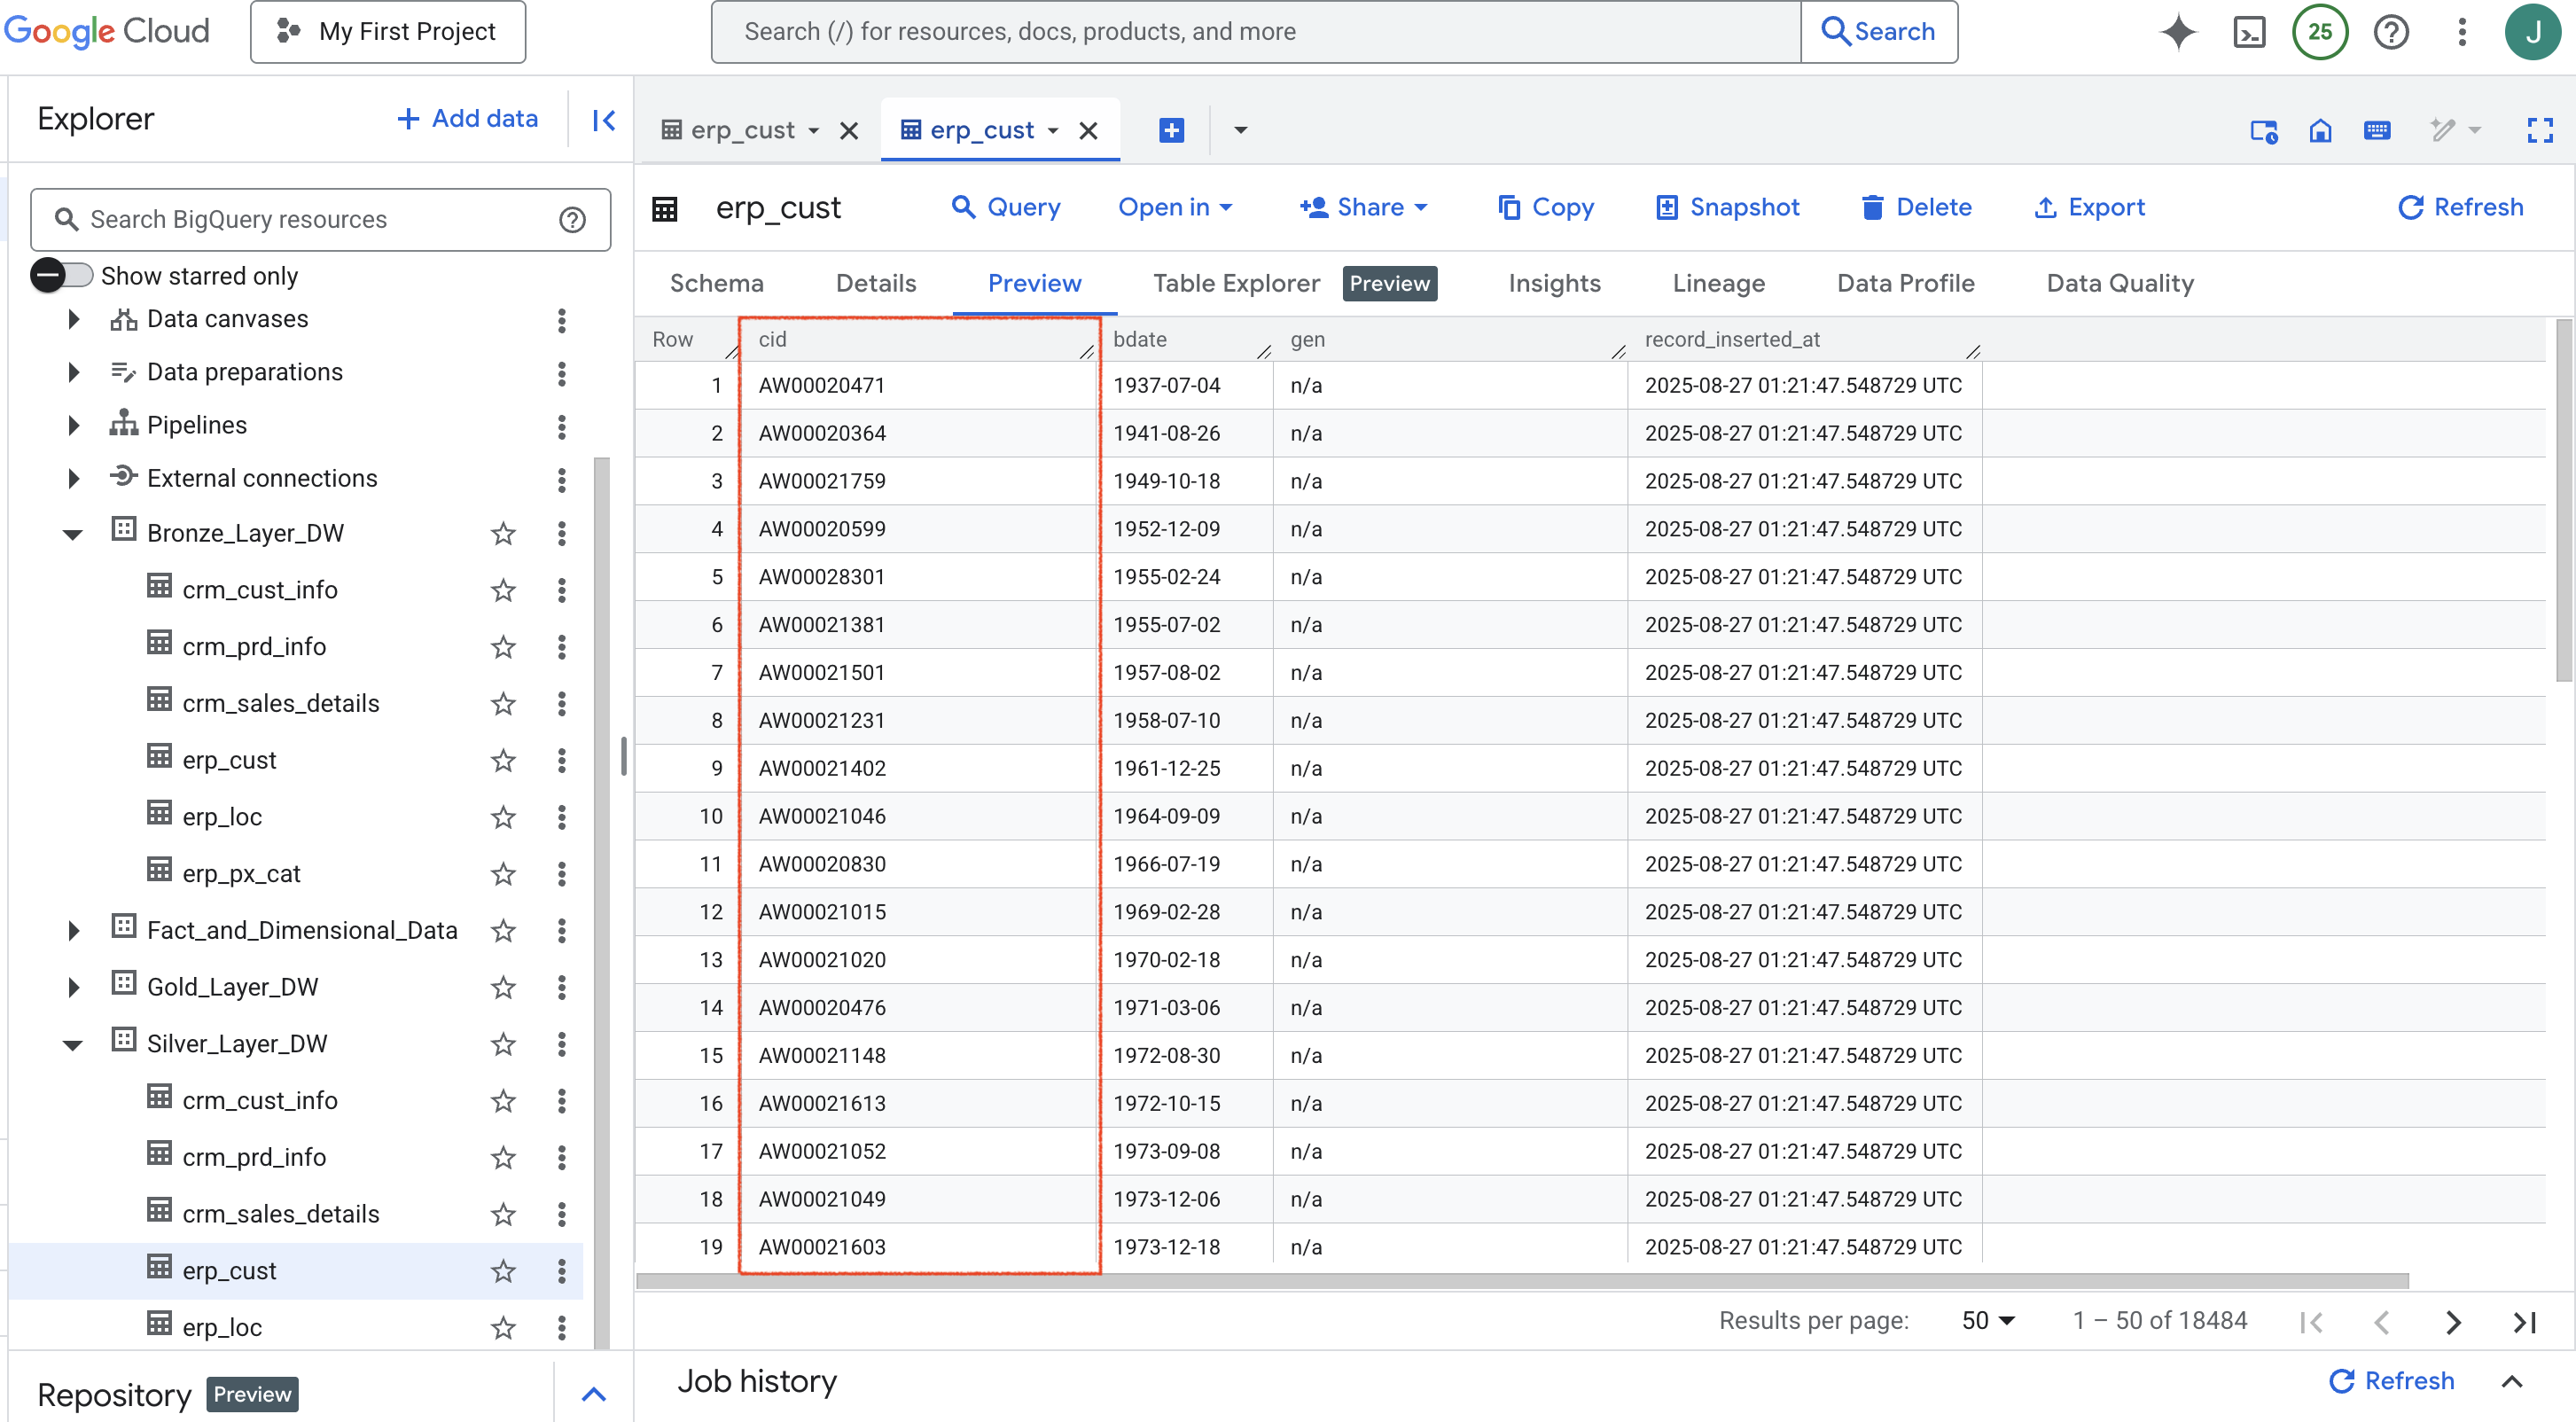 Google Cloud My First Project Search (/) for resources, docs, products, and more Search 25 J
Explorer + Add data
erp_cust erp_cust
Search BigQuery resources
erp_cust Query Open in Share Copy Snapshot Delete Export Refresh
Show starred only
Schema Details Preview Table Explorer Preview Insights Lineage Data Profile Data Quality
Data canvases
Data preparations
Pipelines
External connections
Bronze_Layer_DW
crm_cust_info
crm_prd_info
crm_sales_details
erp_cust
erp_loc
erp_px_cat
Fact_and_Dimensional_Data
Gold_Layer_DW
Silver_Layer_DW
crm_cust_info
crm_prd_info
crm_sales_details
erp_cust
erp_loc
Repository Preview
Row cid bdate gen record_inserted_at
1 AW00020471 1937-07-04 n/a 2025-08-27 01:21:47.548729 UTC
2 AW00020364 1941-08-26 n/a 2025-08-27 01:21:47.548729 UTC
3 AW00021759 1949-10-18 n/a 2025-08-27 01:21:47.548729 UTC
4 AW00020599 1952-12-09 n/a 2025-08-27 01:21:47.548729 UTC
5 AW00028301 1955-02-24 n/a 2025-08-27 01:21:47.548729 UTC
6 AW00021381 1955-07-02 n/a 2025-08-27 01:21:47.548729 UTC
7 AW00021501 1957-08-02 n/a 2025-08-27 01:21:47.548729 UTC
8 AW00021231 1958-07-10 n/a 2025-08-27 01:21:47.548729 UTC
9 AW00021402 1961-12-25 n/a 2025-08-27 01:21:47.548729 UTC
10 AW00021046 1964-09-09 n/a 2025-08-27 01:21:47.548729 UTC
11 AW00020830 1966-07-19 n/a 2025-08-27 01:21:47.548729 UTC
12 AW00021015 1969-02-28 n/a 2025-08-27 01:21:47.548729 UTC
13 AW00021020 1970-02-18 n/a 2025-08-27 01:21:47.548729 UTC
14 AW00020476 1971-03-06 n/a 2025-08-27 01:21:47.548729 UTC
15 AW00021148 1972-08-30 n/a 2025-08-27 01:21:47.548729 UTC
16 AW00021613 1972-10-15 n/a 2025-08-27 01:21:47.548729 UTC
17 AW00021052 1973-09-08 n/a 2025-08-27 01:21:47.548729 UTC
18 AW00021049 1973-12-06 n/a 2025-08-27 01:21:47.548729 UTC
19 AW00021603 1973-12-18 n/a 2025-08-27 01:21:47.548729 UTC
Results per page: 50 1 – 50 of 18484
Job history Refresh